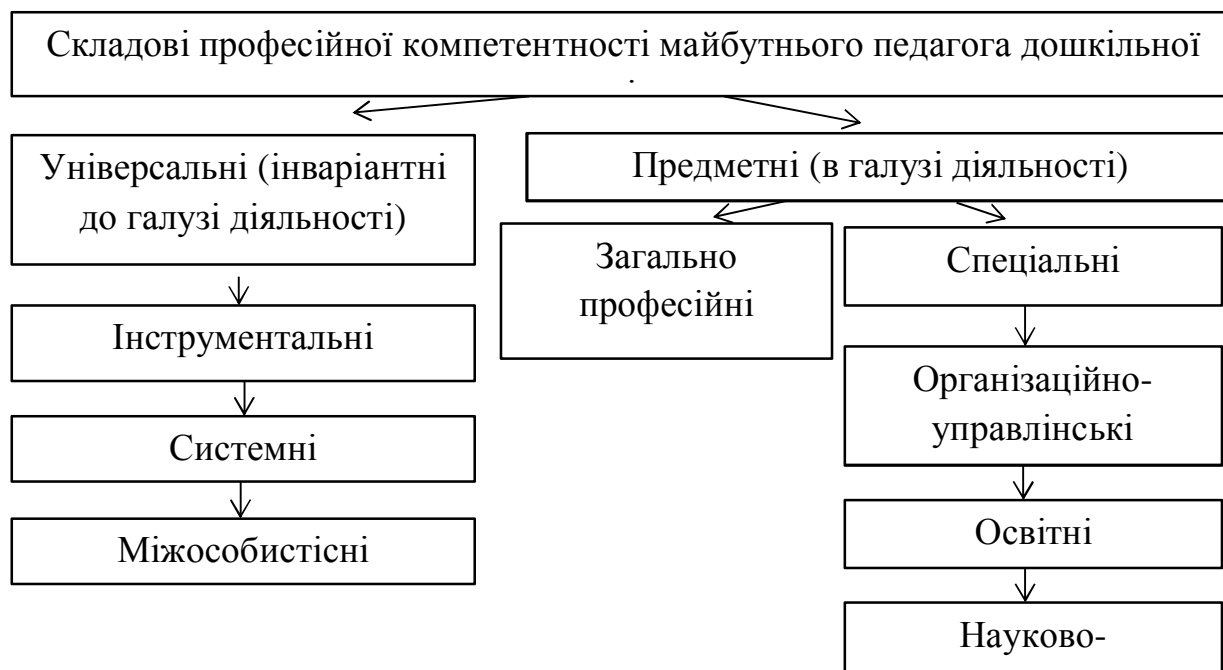 Складові професійної компетентності майбутнього педагога дошкільної
Універсальні (інваріантні
до галузі діяльності)
Предметні (в галузі діяльності)
Загально
професійні
Спеціальні
Інструментальні
Організаційно-
управлінські
Системні
Освітні
Міжособистісні
Науково-